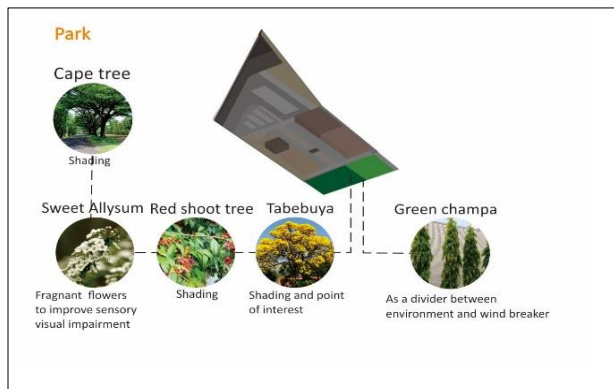 Park
Cape tree
Shading
Sweet Allysum
Fragnant flowers
to improve sensory
visual impairment
Red shoot tree
Shading
Tabebuya
Shading and point
of interest
Green champa
As a divider between
environment and wind breaker